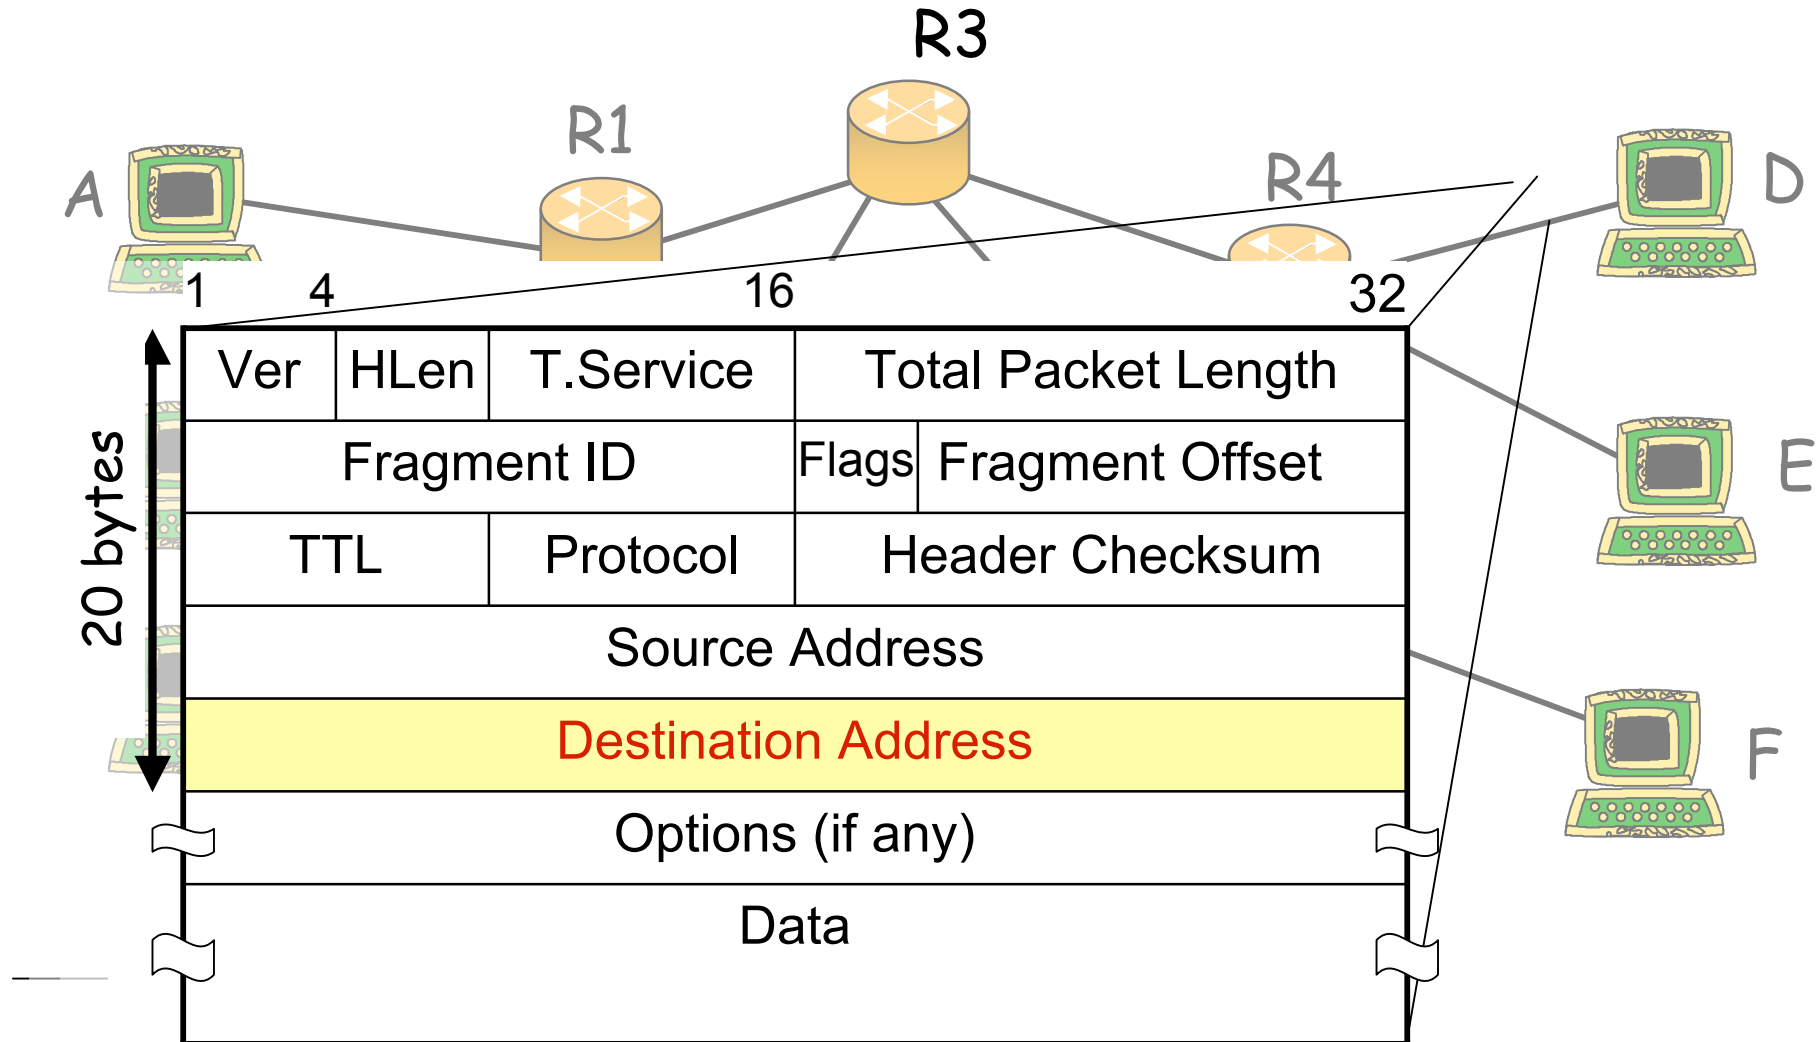 R3
R1
R4
A
D
1 4 16 32
Ver HLen T.Service Total Packet Length
Fragment ID Flags Fragment Offset
E
TTL Protocol Header Checksum
20 bytes
Source Address
Destination Address
F
Options (if any)
Data